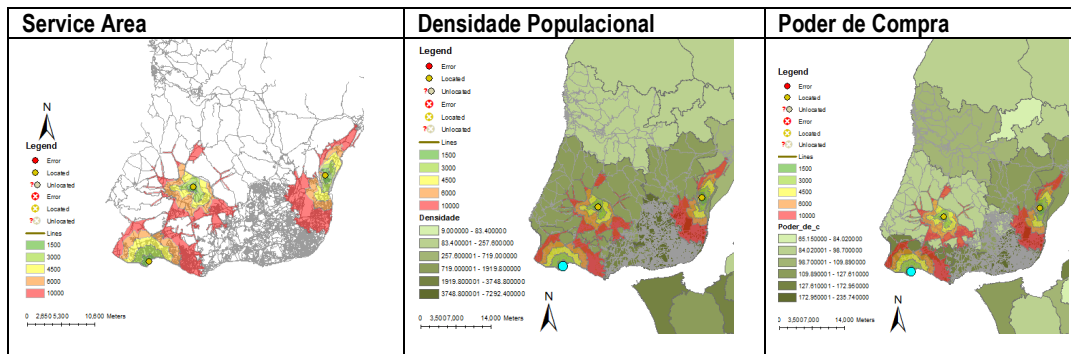 Service Area
N
Legend
Error
Located
Unlocated
Error
Located
Unlocated
Lines
1500
3000
4500
6000
10000
0 2,650 5,300 10,600 Meters
Densidade Populacional
Legend
Error
Located
Unlocated
Error
Located
Unlocated
Lines
1500
3000
4500
6000
10000
Densidade
9.000000 - 83.400000
83.400001 - 257.600000
257.600001 - 719.000000
719.000001 - 1919.800000
1919.800001 - 3748.800000
3748.800001 - 7292.400000
0 3,500 7,000 14,000 Meters
N
Poder de Compra
Legend
Error
Located
Unlocated
Error
Located
Unlocated
Lines
1500
3000
4500
6000
10000
Poder_de_c
65.150000 - 84.020000
84.020001 - 98.700000
98.700001 - 109.890000
109.890001 - 127.610000
127.610001 - 172.950000
172.950001 - 235.740000
0 3,500 7,000 14,000 Meters
N